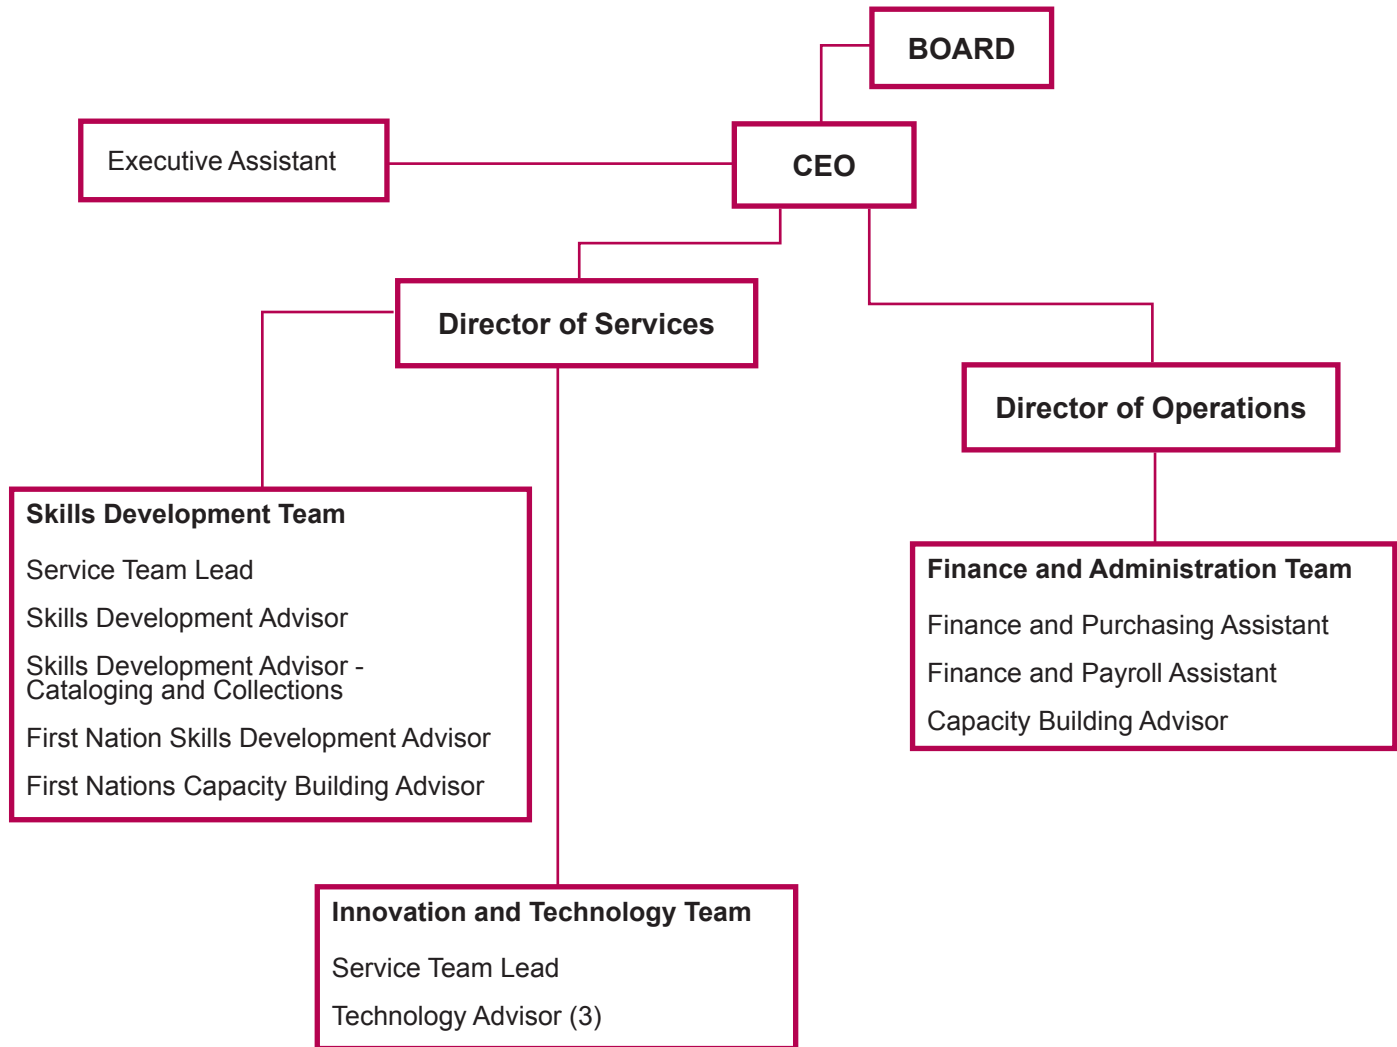 BOARD
Executive Assistant
CEO
Director of Services
Director of Operations
Skills Development Team
Service Team Lead
Skills Development Advisor
Skills Development Advisor -
Cataloging and Collections
First Nation Skills Development Advisor
First Nations Capacity Building Advisor
Finance and Administration Team
Finance and Purchasing Assistant
Finance and Payroll Assistant
Capacity Building Advisor
Innovation and Technology Team
Service Team Lead
Technology Advisor (3)